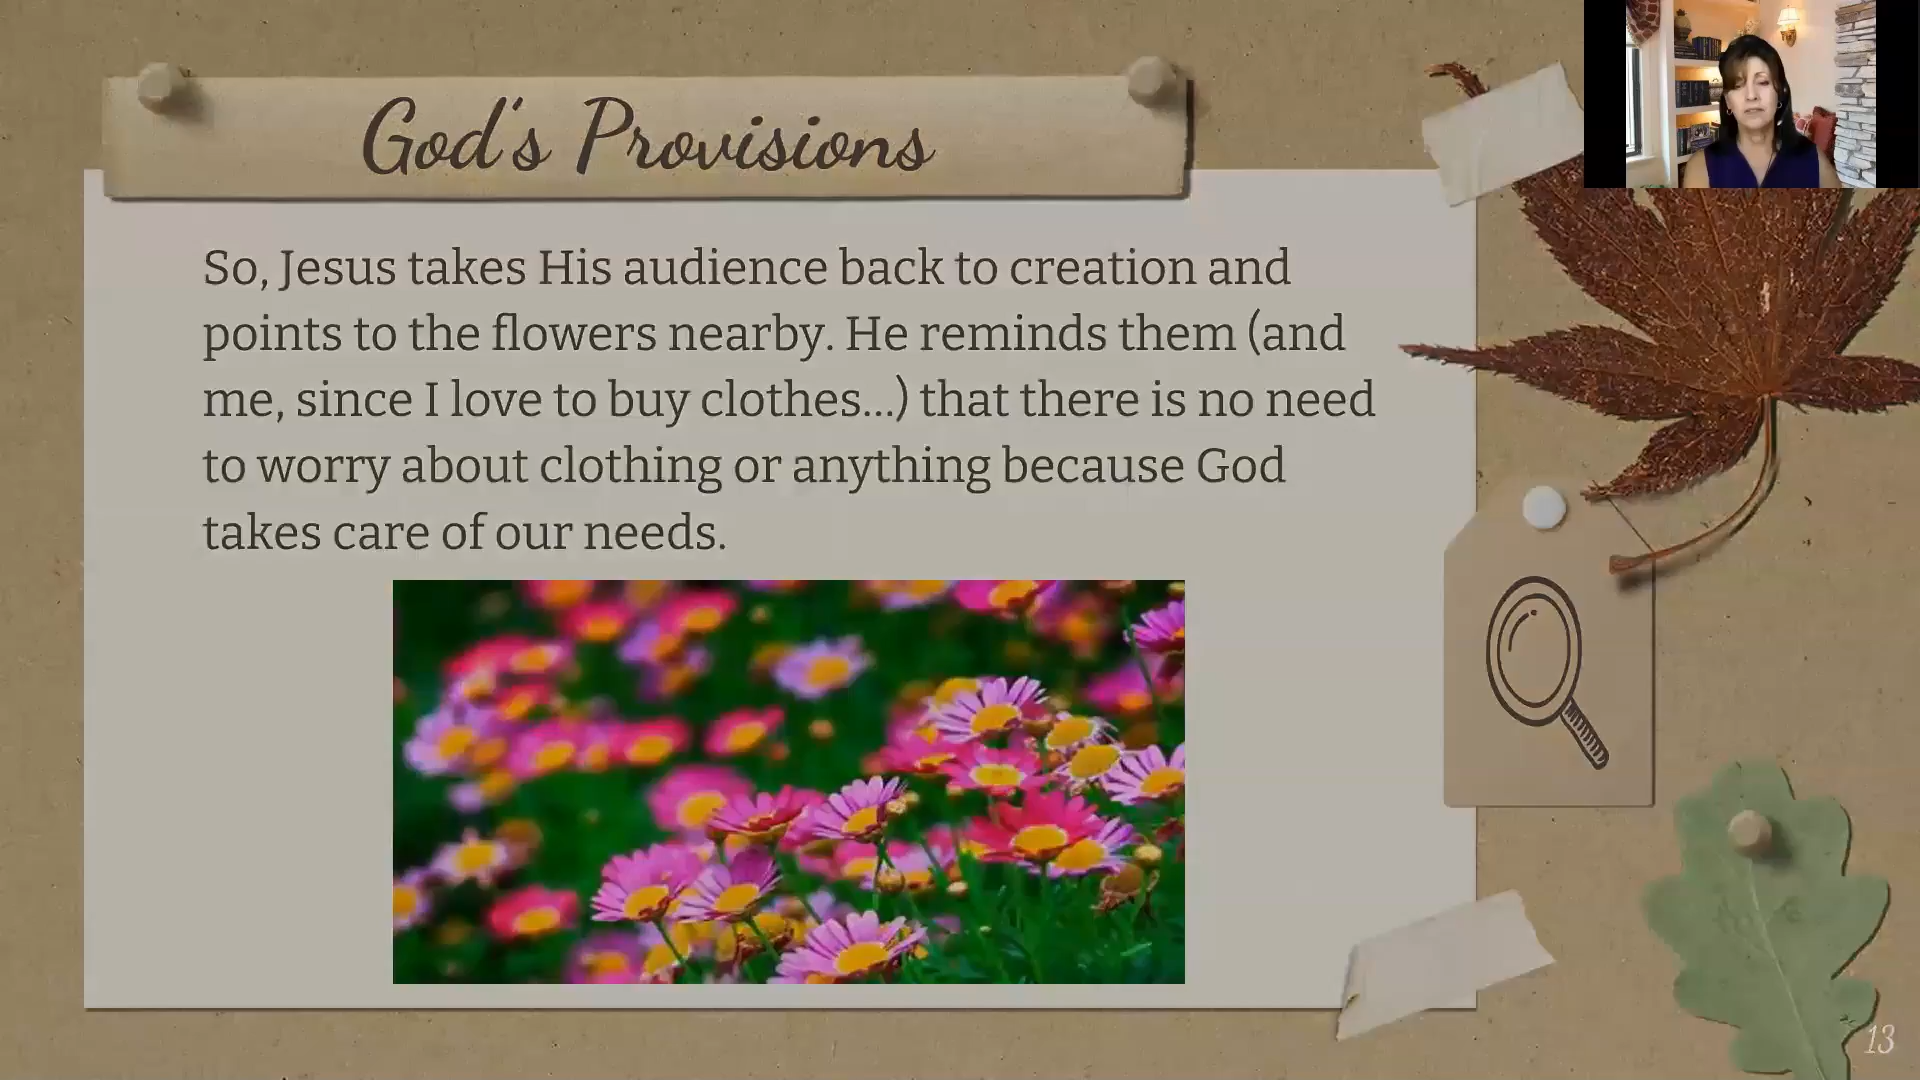 God's Provisions
So, Jesus takes His audience back to creation and
points to the flowers nearby. He reminds them (and
me, since I love to buy clothes...) that there is no need
to worry about clothing or anything because God
takes care of our needs.
13